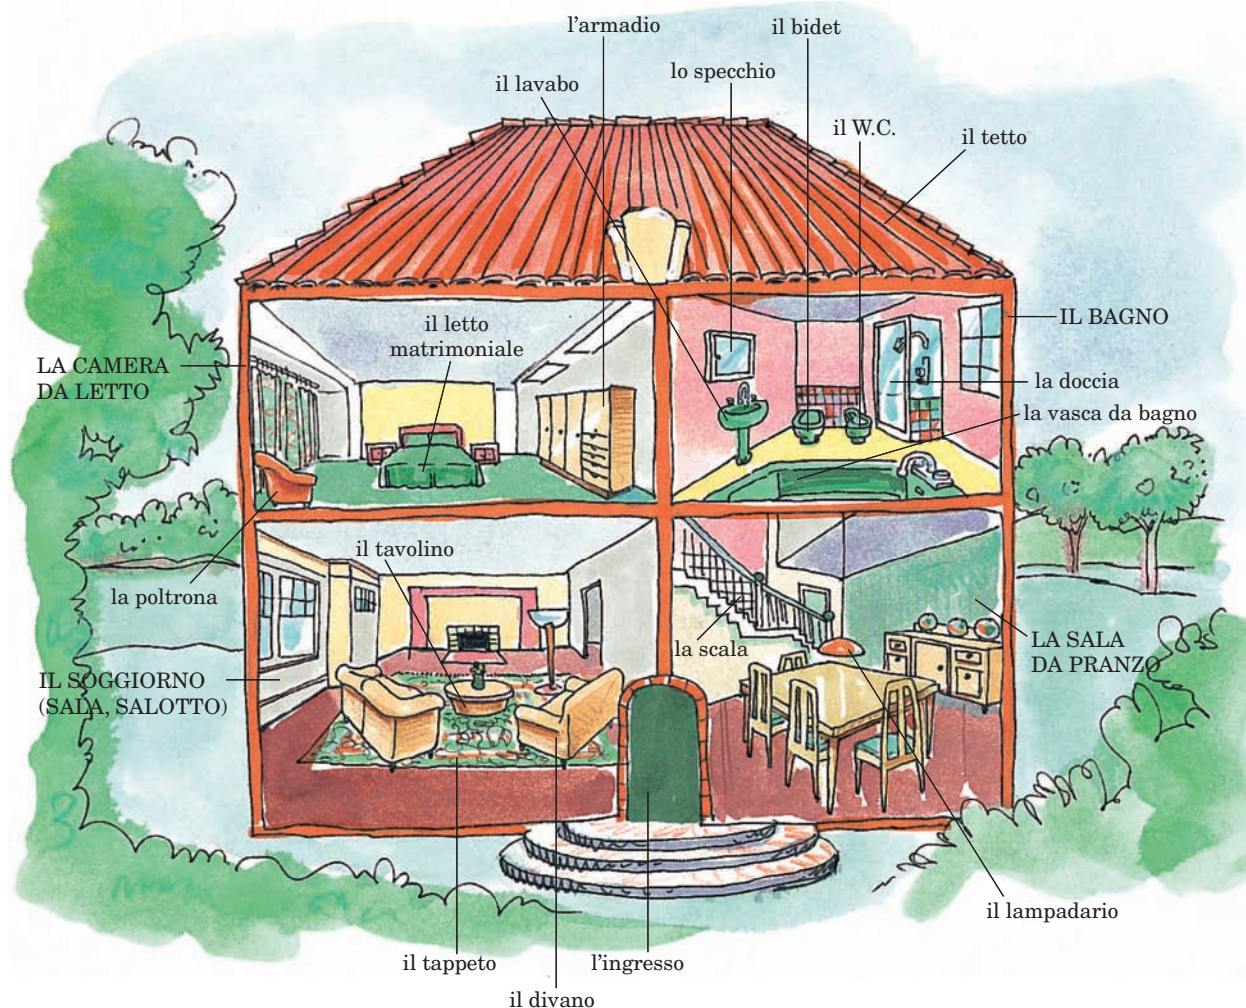 l'armadio
il bidet
lo specchio
il lavabo
il W.C.
il tetto
il letto
matrimoniale
IL BAGNO
LA CAMERA
DA LETTO
la doccia
la vasca da bagno
il tavolino
la poltrona
la scala
LA SALA
DA PRANZO
IL SOGGIORNO
(SALA, SALOTTO)
il lampadario
il tappeto
l'ingresso
il divano